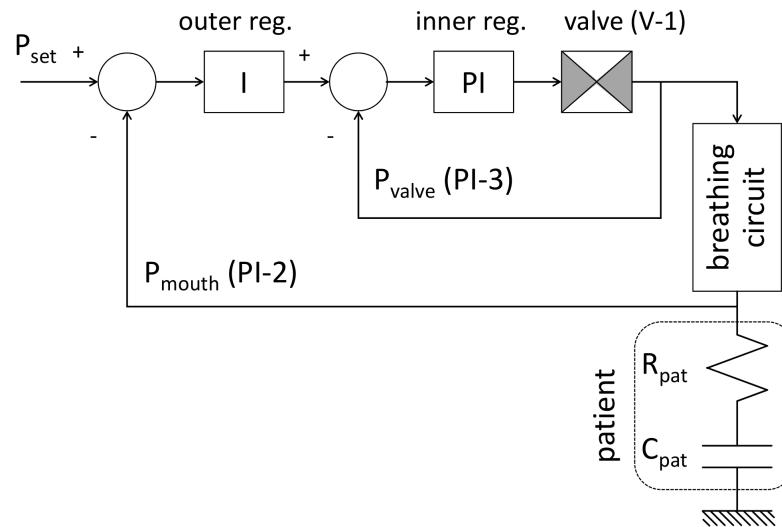 outer reg.
inner reg.
valve (V-1)
P_set
+
+
I
PI
-
-
P_valve (PI-3)
breathing
circuit
P_mouth (PI-2)
R_pat
patient
C_pat